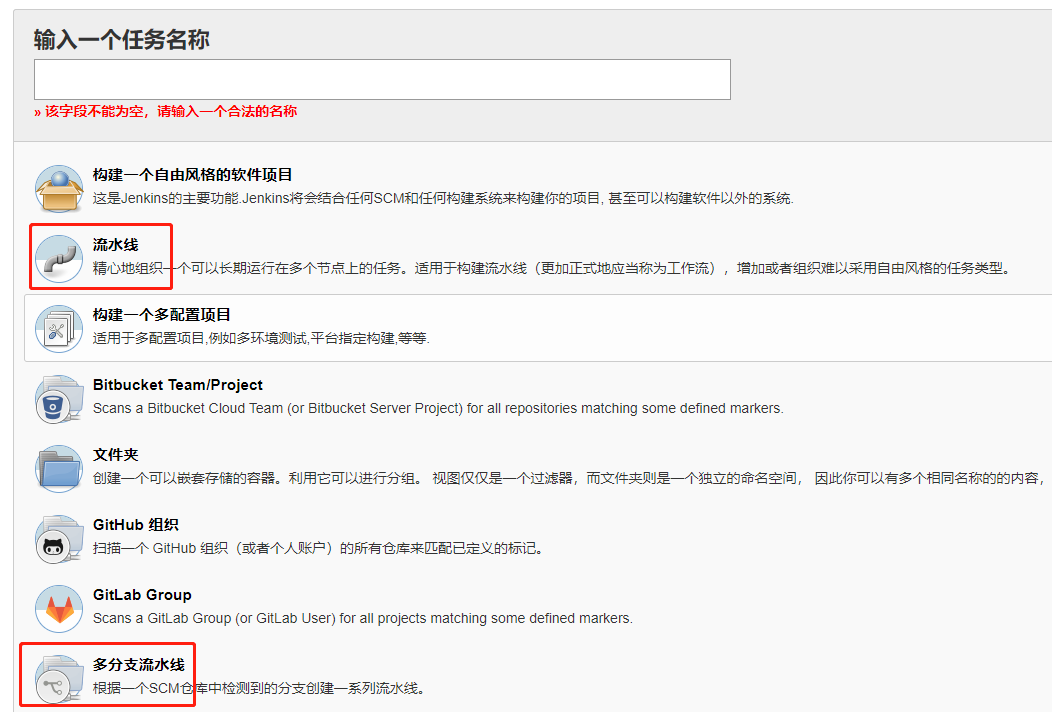 输入一个任务名称
» 该字段不能为空，请输入一个合法的名称
构建一个自由风格的软件项目
这是Jenkins的主要功能.Jenkins将会结合任何SCM和任何构建系统来构建你的项目, 甚至可以构建软件以外的系统.
流水线
精心地组织一个可以长期运行在多个节点上的任务。适用于构建流水线（更加正式地应当称为工作流），增加或者组织难以采用自由风格的任务类型。
构建一个多配置项目
适用于多配置项目,例如多环境测试,平台指定构建,等等.
Bitbucket Team/Project
Scans a Bitbucket Cloud Team (or Bitbucket Server Project) for all repositories matching some defined markers.
文件夹
创建一个可以嵌套存储的容器。利用它可以进行分组。 视图仅仅是一个过滤器，而文件夹则是一个独立的命名空间， 因此你可以有多个相同名称的的内容，
GitHub 组织
扫描一个 GitHub 组织（或者个人账户）的所有仓库来匹配已定义的标记。
GitLab Group
Scans a GitLab Group (or GitLab User) for all projects matching some defined markers.
多分支流水线
根据一个SCM仓库中检测到的分支创建一系列流水线。